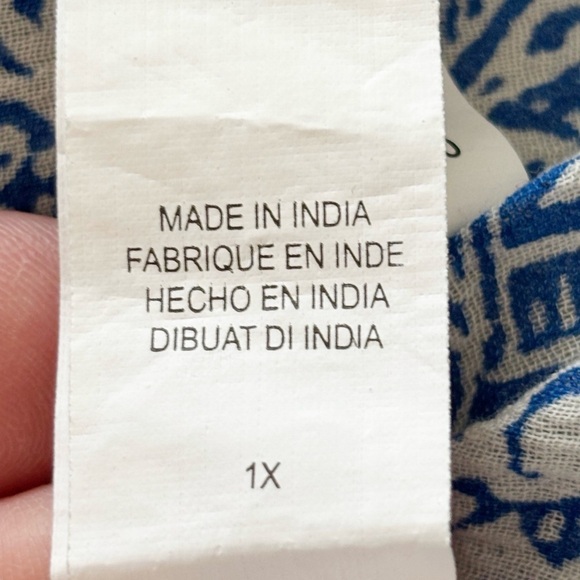 MADE IN INDIA
FABRIQUE EN INDE
HECHO EN INDIA
DIBUAT DI INDIA
1X